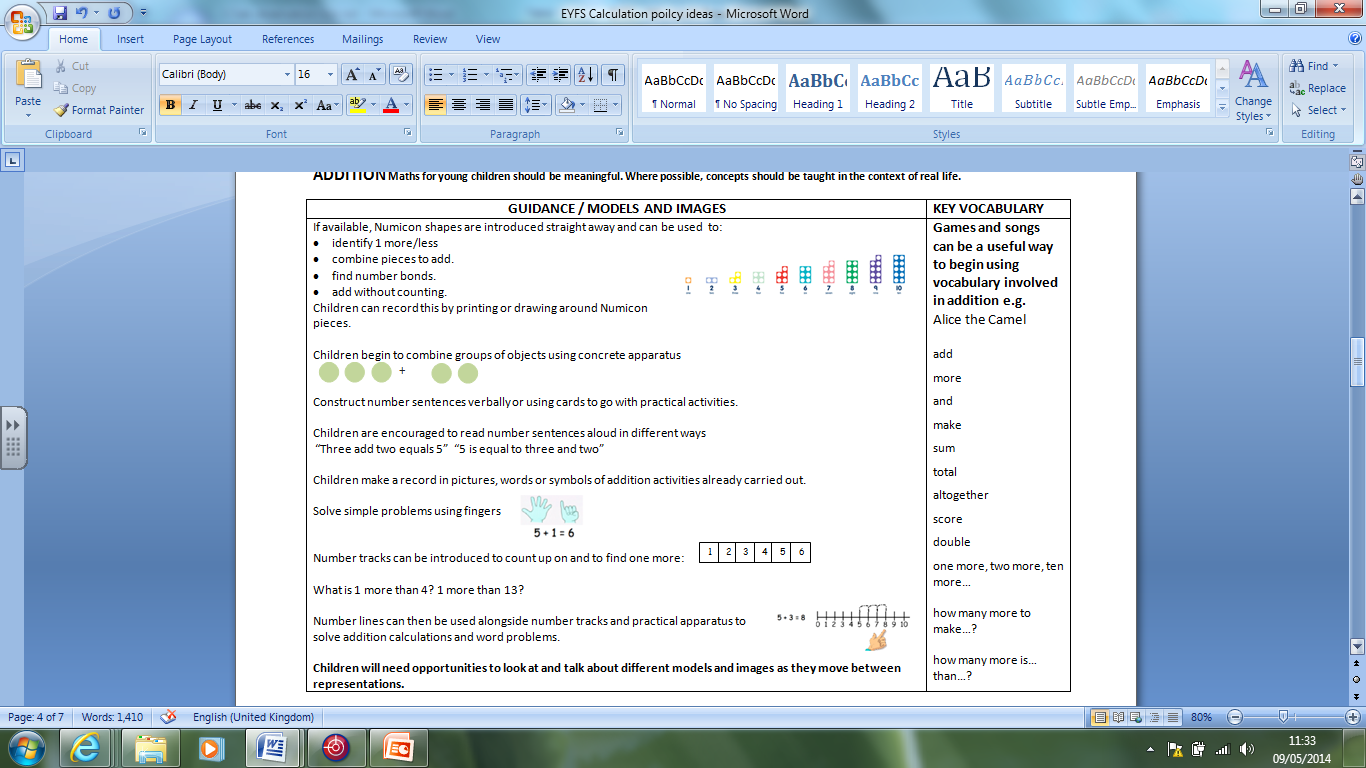 EYFS Calculation poilcy ideas - Microsoft Word
Home Insert Page Layout References Mailings Review View
Cut
Copy
Format Painter
Paste
Clipboard
Calibri (Body) 16
Font
Paragraph
AaBbCcDc AaBbCcDc AaBbCc AaBbCc AaB AaBbCc. AaBbCcDc AaBbCcDc
¶ Normal ¶ No Spacing Heading 1 Heading 2 Title Subtitle Subtle Emp... Emphasis
Change Styles
Styles
Find
Replace
Select
Editing
ADDITION Maths for young children should be meaningful. Where possible, concepts should be taught in the context of real life.
GUIDANCE / MODELS AND IMAGES
If available, Numicon shapes are introduced straight away and can be used to:
• identify 1 more/less
• combine pieces to add.
• find number bonds.
• add without counting.
1 2 3 4 5 6 7 8 9 10
Children can record this by printing or drawing around Numicon
pieces.
Children begin to combine groups of objects using concrete apparatus
+
Construct number sentences verbally or using cards to go with practical activities.
Children are encouraged to read number sentences aloud in different ways
“Three add two equals 5” “5 is equal to three and two”
Children make a record in pictures, words or symbols of addition activities already carried out.
Solve simple problems using fingers
5 + 1 = 6
Number tracks can be introduced to count up on and to find one more:
1 2 3 4 5 6
What is 1 more than 4? 1 more than 13?
Number lines can then be used alongside number tracks and practical apparatus to
solve addition calculations and word problems.
5 + 3 = 8
0 1 2 3 4 5 6 7 8 9 10
Children will need opportunities to look at and talk about different models and images as they move between
representations.
KEY VOCABULARY
Games and songs
can be a useful way
to begin using
vocabulary involved
in addition e.g.
Alice the Camel
add
more
and
make
sum
total
altogether
score
double
one more, two more, ten
more...
how many more to
make...?
how many more is...
than...?
Page: 4 of 7 Words: 1,410 English (United Kingdom) 80%
11:33
09/05/2014